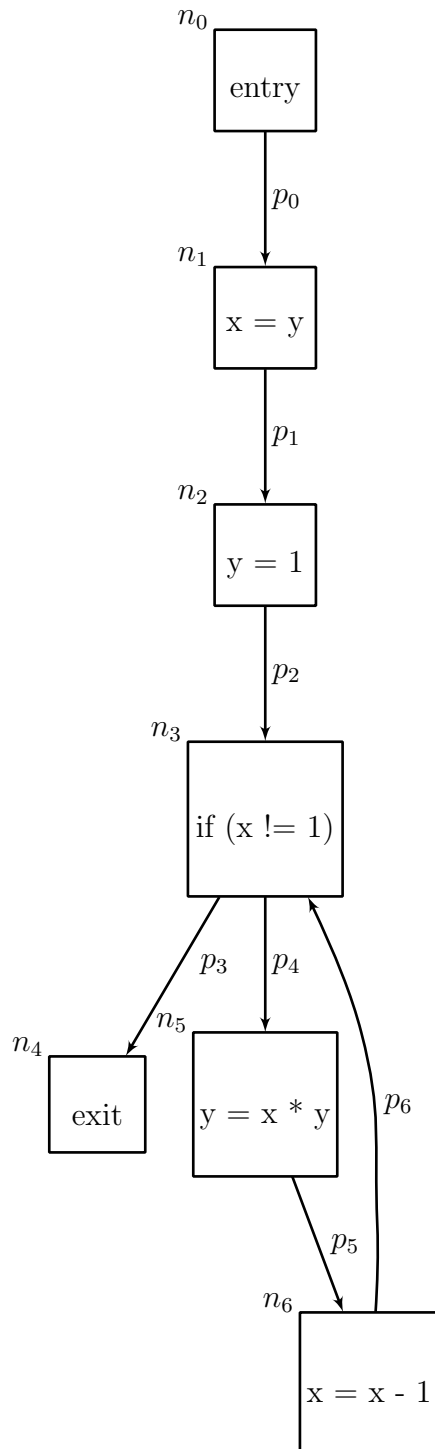 n₀
entry
p₀
n₁
x = y
p₁
n₂
y = 1
p₂
n₃
if (x != 1)
p₃
p₄
n₄
exit
n₅
y = x * y
p₆
p₅
n₆
x = x - 1